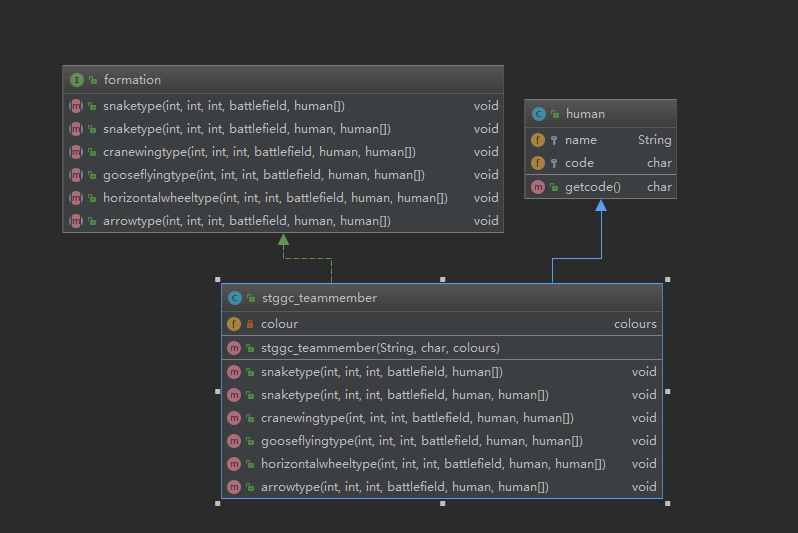 formation
snaketype(int, int, int, battlefield, human[]) void
snaketype(int, int, int, battlefield, human, human[]) void
cranewingtype(int, int, int, battlefield, human, human[]) void
gooseflyingtype(int, int, int, battlefield, human, human[]) void
horizontalwheeltype(int, int, int, battlefield, human, human[]) void
arrowtype(int, int, int, battlefield, human, human[]) void
human
name String
code char
getcode() char
stggc_teammember
colour colours
stggc_teammember(String, char, colours)
snaketype(int, int, int, battlefield, human[]) void
snaketype(int, int, int, battlefield, human, human[]) void
cranewingtype(int, int, int, battlefield, human, human[]) void
gooseflyingtype(int, int, int, battlefield, human, human[]) void
horizontalwheeltype(int, int, int, battlefield, human, human[]) void
arrowtype(int, int, int, battlefield, human, human[]) void